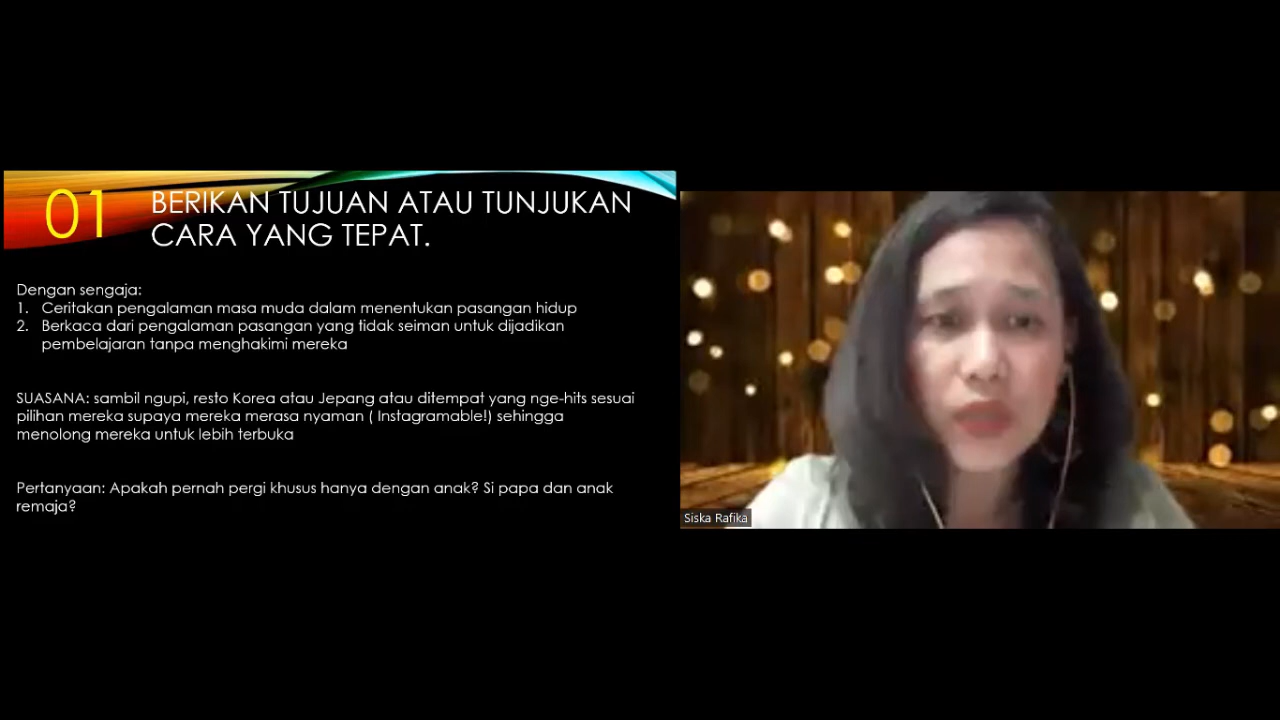 01
BERIKAN TUJUAN ATAU TUNJUKAN
CARA YANG TEPAT.
Dengan sengaja:
1. Ceritakan pengalaman masa muda dalam menentukan pasangan hidup
2. Berkaca dari pengalaman pasangan yang tidak seiman untuk dijadikan
pembelajaran tanpa menghakimi mereka
SUASANA: sambil ngupi, resto Korea atau Jepang atau ditempat yang nge-hits sesuai
pilihan mereka supaya mereka merasa nyaman ( Instagramable!) sehingga
menolong mereka untuk lebih terbuka
Pertanyaan: Apakah pernah pergi khusus hanya dengan anak? Si papa dan anak
remaja?
Siska Rafika